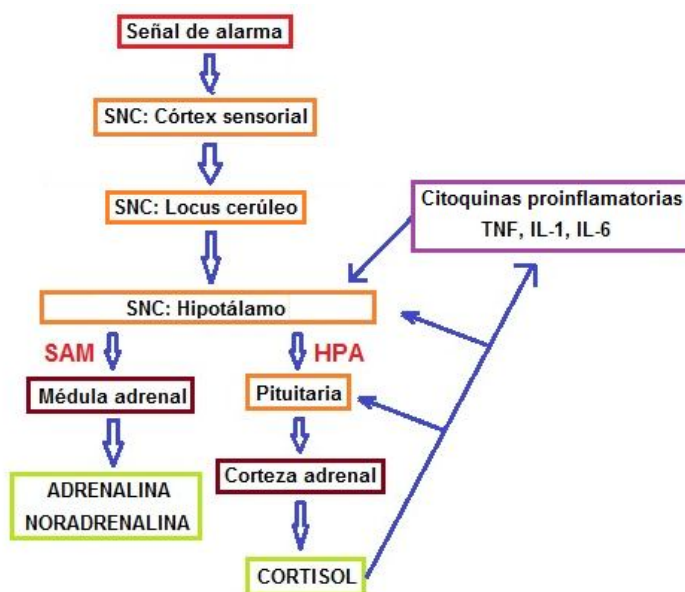 Señal de alarma
SNC: Córtex sensorial
SNC: Locus cerúleo
Citoquinas proinflamatorias
TNF, IL-1, IL-6
SNC: Hipotálamo
SAM
HPA
Médula adrenal
Pituitaria
Corteza adrenal
ADRENALINA
NORADRENALINA
CORTISOL